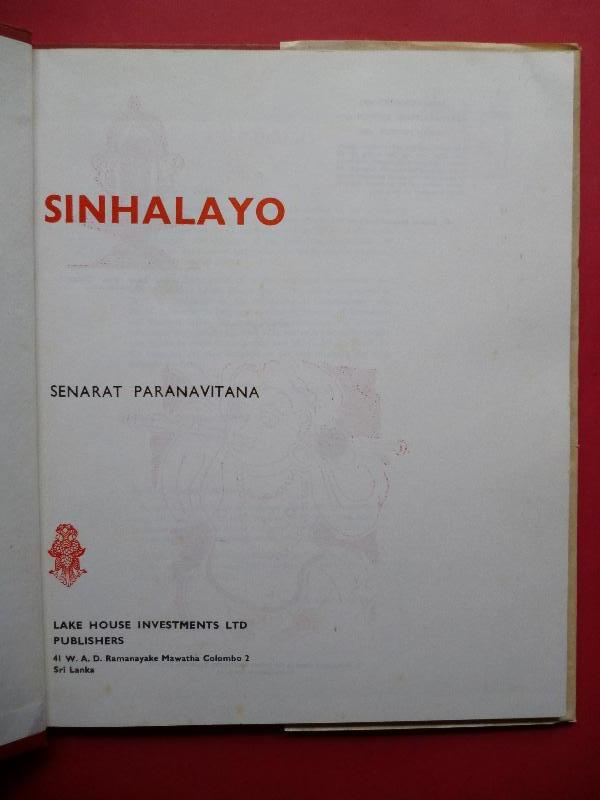 SINHALAYO
SENARAT PARANAVITANA
LAKE HOUSE INVESTMENTS LTD
PUBLISHERS
41 W. A. D. Ramanayake Mawatha Colombo 2
Sri Lanka